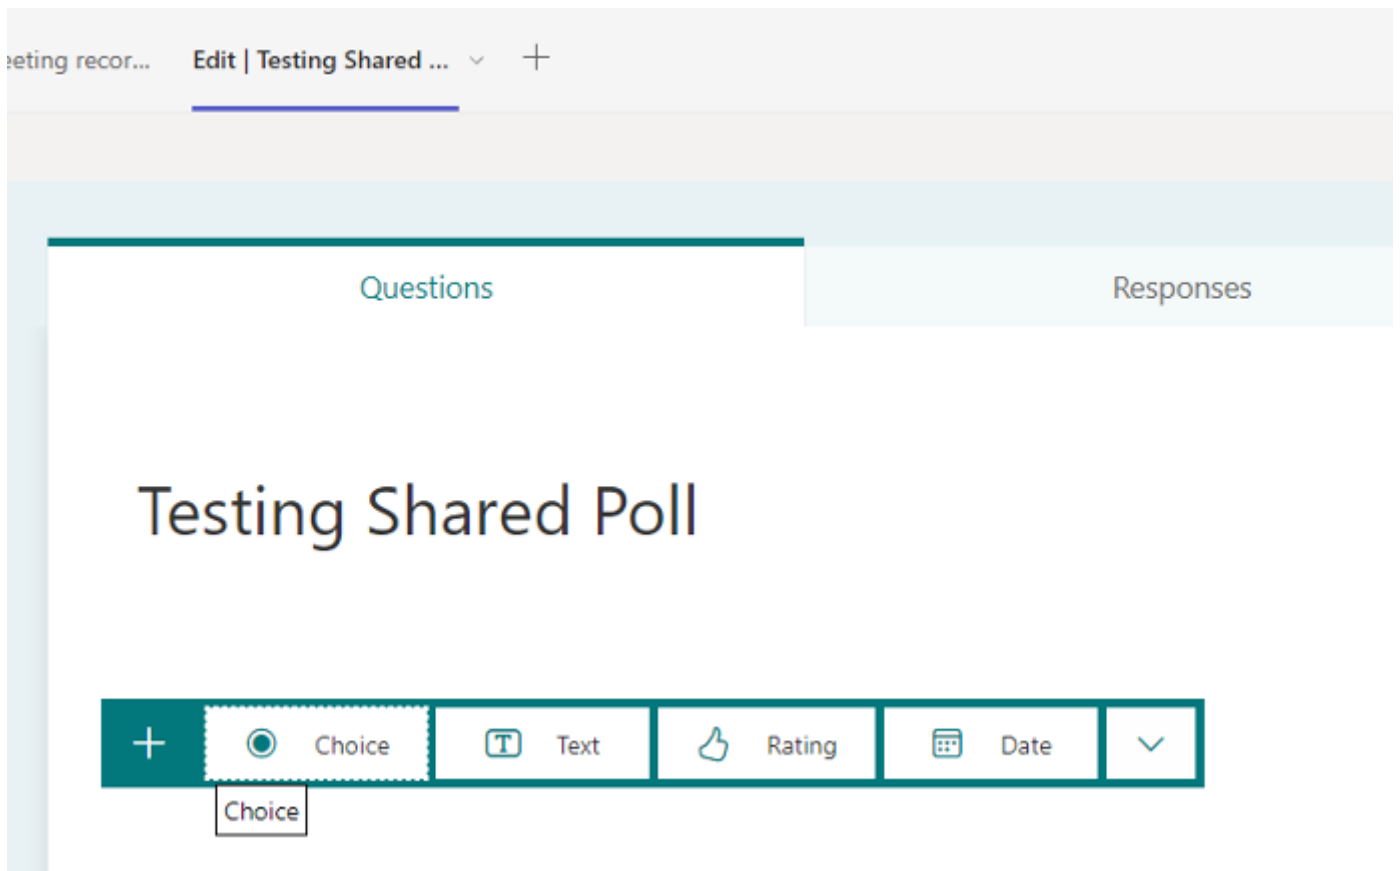 eeting recor... Edit | Testing Shared ...
Questions Responses
Testing Shared Poll
Choice Text Rating Date
Choice